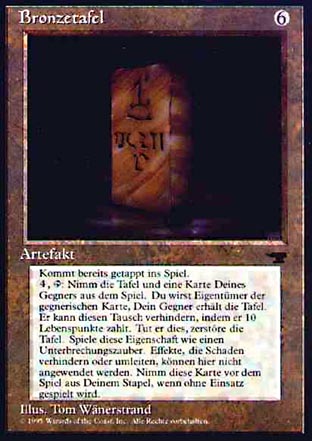 Bronzetafel 6
Artefakt
Kommt bereits getappt ins Spiel.
4, : Nimm die Tafel und eine Karte Deines
Gegners aus dem Spiel. Du wirst Eigentümer der
gegnerischen Karte, Dein Gegner erhält die Tafel.
Er kann diesen Tausch verhindern, indem er 10
Lebenspunkte zahlt. Tut er dies, zerstöre die
Tafel. Spiele diese Eigenschaft wie einen
Unterbrechungszauber. Effekte, die Schaden
verhindern oder umleiten, können hier nicht
angewendet werden. Nimm diese Karte vor dem
Spiel aus Deinem Stapel, wenn ohne Einsatz
gespielt wird.
Illus. Tom Wänerstrand
© 1995 Wizards of the Coast, Inc. Alle Rechte vorbehalten.